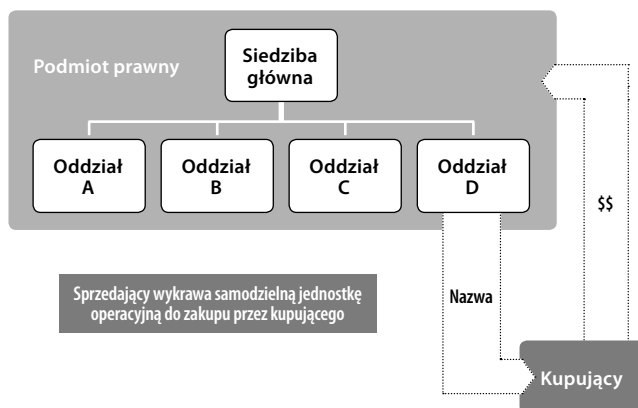 Podmiot prawny
Siedziba
główna
Oddział
A
Oddział
B
Oddział
C
Oddział
D
$$
Sprzedający wykrawa samodzielną jednostkę
operacyjną do zakupu przez kupującego
Nazwa
Kupujący